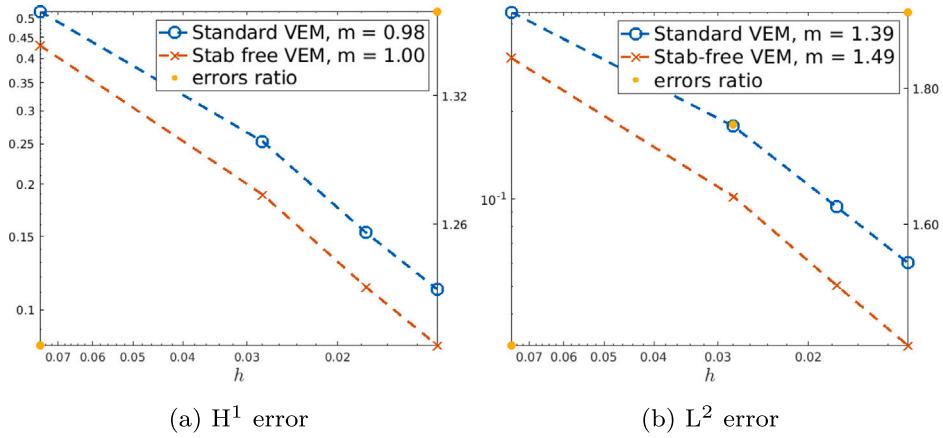 0.5
0.45
0.4
0.35
0.3
0.25
0.2
0.15
0.1
Standard VEM, m = 0.98
Stab free VEM, m = 1.00
errors ratio
1.32
1.26
0.07 0.06 0.05 0.04 0.03 0.02
h
(a) H¹ error
Standard VEM, m = 1.39
Stab-free VEM, m = 1.49
errors ratio
10⁻¹
1.80
1.60
0.07 0.06 0.05 0.04 0.03 0.02
h
(b) L² error